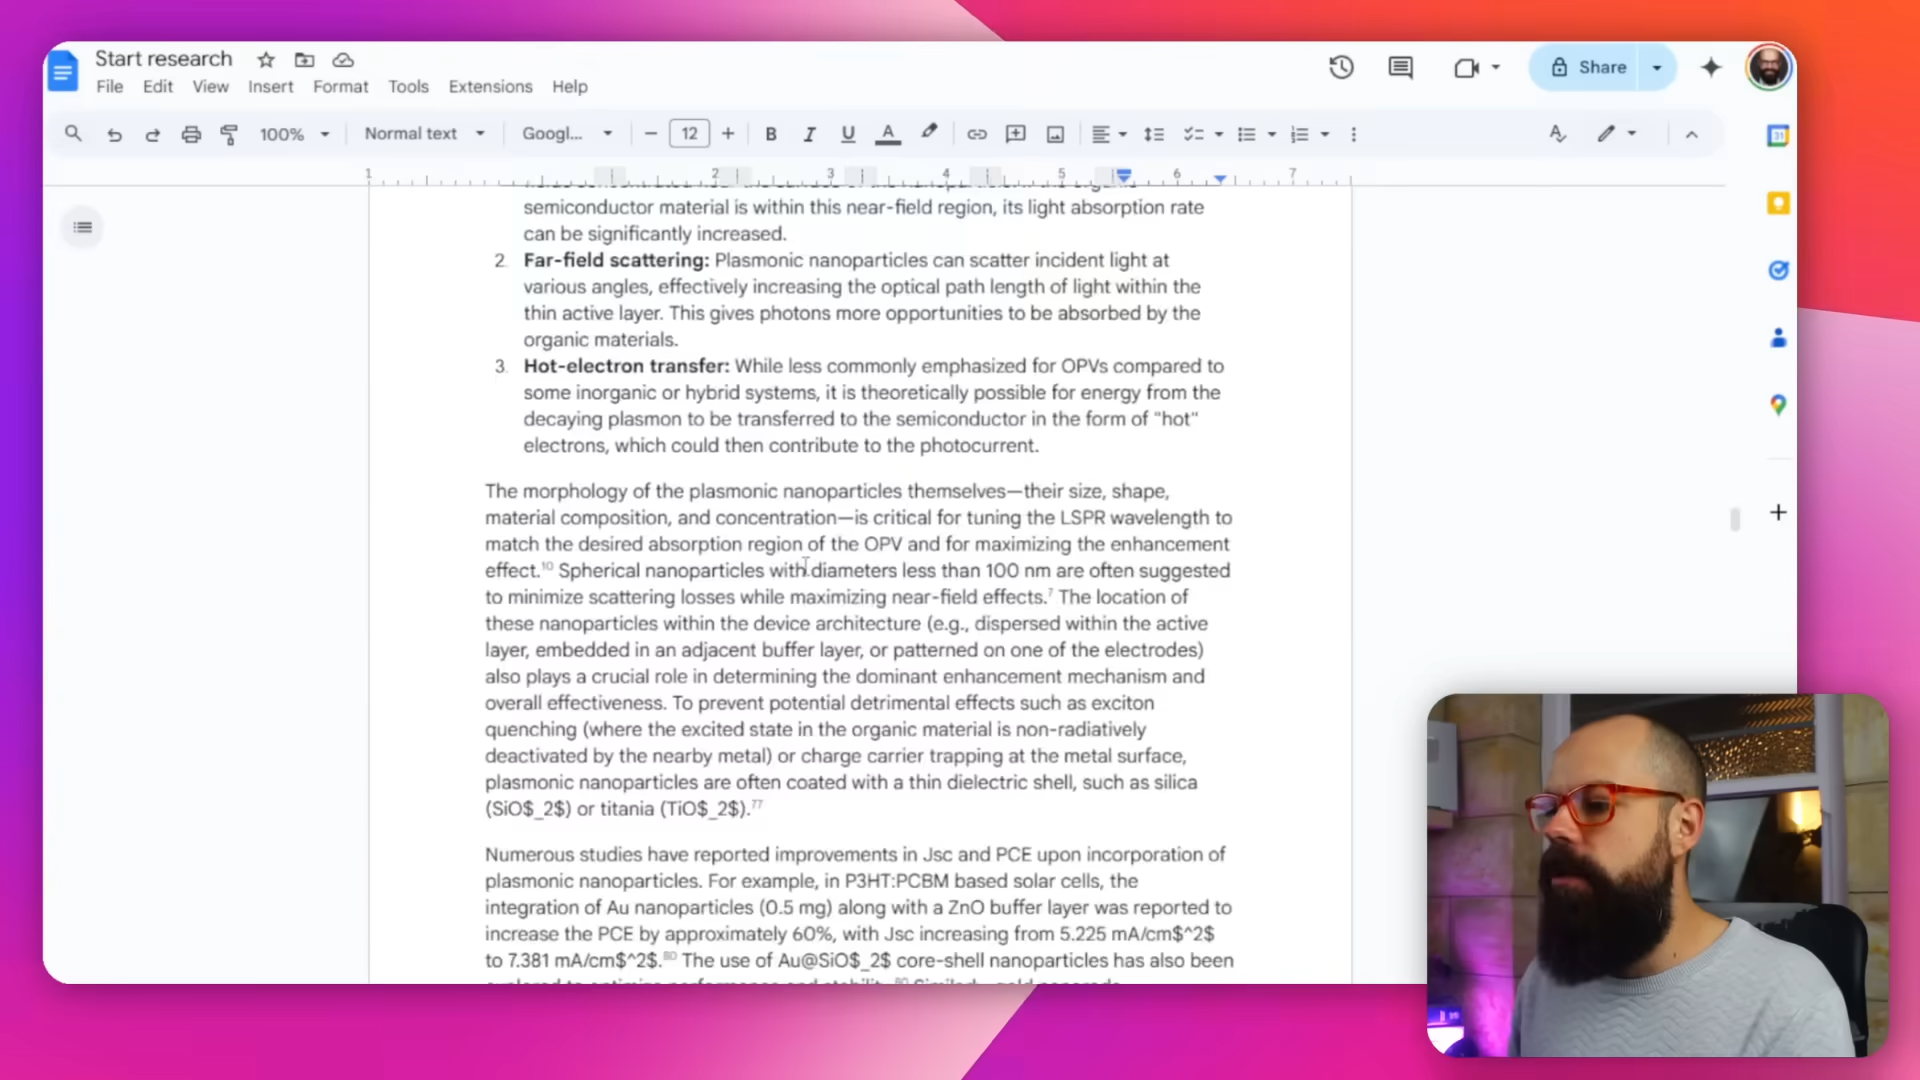 Start research
File Edit View Insert Format Tools Extensions Help
Share
100% Normal text Googl... 12
1 2 3 4 5 6 7
31
semiconductor material is within this near-field region, its light absorption rate
can be significantly increased.
2. Far-field scattering: Plasmonic nanoparticles can scatter incident light at
various angles, effectively increasing the optical path length of light within the
thin active layer. This gives photons more opportunities to be absorbed by the
organic materials.
3. Hot-electron transfer: While less commonly emphasized for OPVs compared to
some inorganic or hybrid systems, it is theoretically possible for energy from the
decaying plasmon to be transferred to the semiconductor in the form of "hot"
electrons, which could then contribute to the photocurrent.
The morphology of the plasmonic nanoparticles themselves—their size, shape,
material composition, and concentration—is critical for tuning the LSPR wavelength to
match the desired absorption region of the OPV and for maximizing the enhancement
effect.10 Spherical nanoparticles with diameters less than 100 nm are often suggested
to minimize scattering losses while maximizing near-field effects.7 The location of
these nanoparticles within the device architecture (e.g., dispersed within the active
layer, embedded in an adjacent buffer layer, or patterned on one of the electrodes)
also plays a crucial role in determining the dominant enhancement mechanism and
overall effectiveness. To prevent potential detrimental effects such as exciton
quenching (where the excited state in the organic material is non-radiatively
deactivated by the nearby metal) or charge carrier trapping at the metal surface,
plasmonic nanoparticles are often coated with a thin dielectric shell, such as silica
(SiO$_2$) or titania (TiO$_2$).77
Numerous studies have reported improvements in Jsc and PCE upon incorporation of
plasmonic nanoparticles. For example, in P3HT:PCBM based solar cells, the
integration of Au nanoparticles (0.5 mg) along with a ZnO buffer layer was reported to
increase the PCE by approximately 60%, with Jsc increasing from 5.225 mA/cm$^2$
to 7.381 mA/cm$^2$.80 The use of Au@SiO$_2$ core-shell nanoparticles has also been